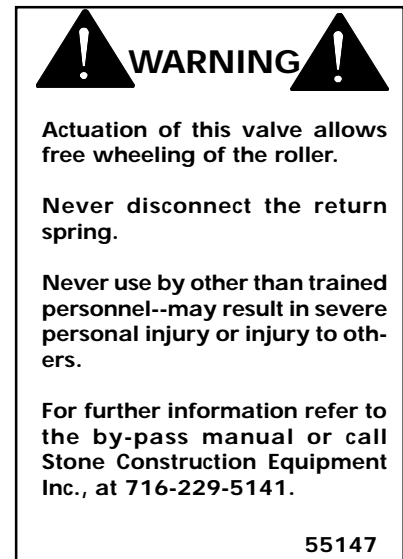 WARNING
Actuation of this valve allows
free wheeling of the roller.
Never disconnect the return
spring.
Never use by other than trained
personnel--may result in severe
personal injury or injury to oth-
ers.
For further information refer to
the by-pass manual or call
Stone Construction Equipment
Inc., at 716-229-5141.
55147